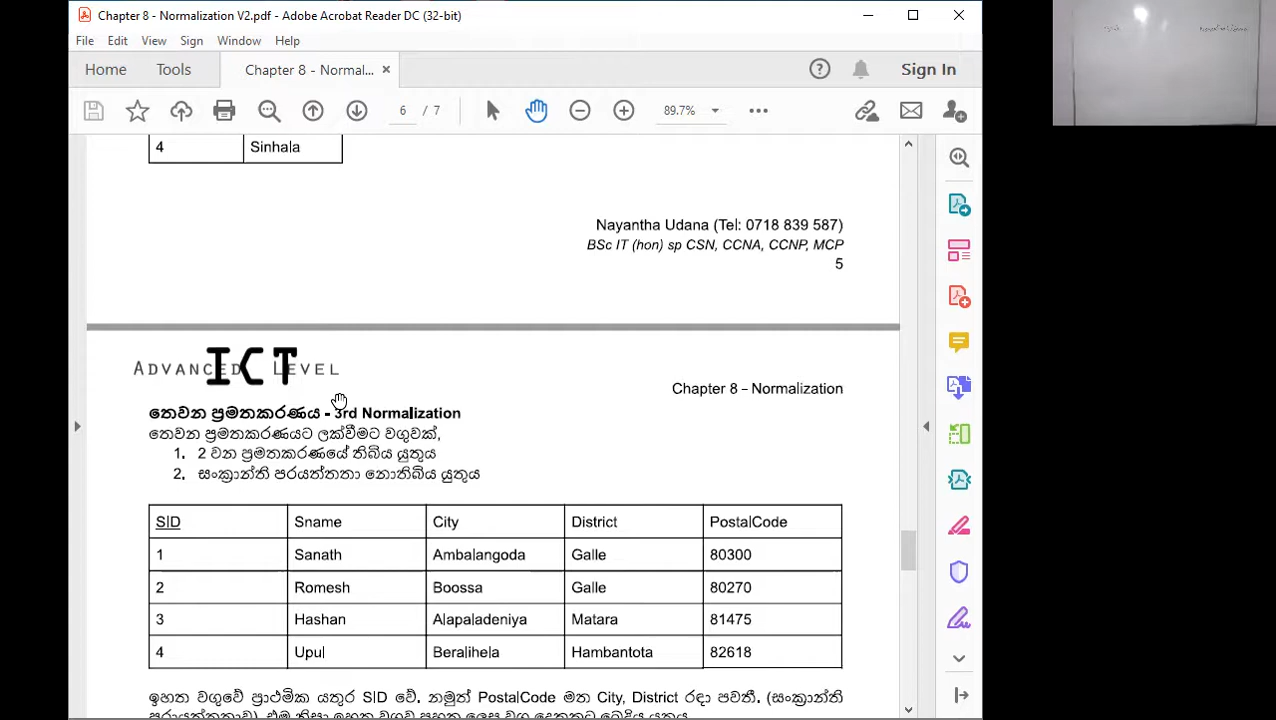 Chapter 8 - Normalization V2.pdf - Adobe Acrobat Reader DC (32-bit)
File Edit View Sign Window Help
Home Tools Chapter 8 - Normal... Sign In
6 / 7 89.7%
4 Sinhala
Nayantha Udana (Tel: 0718 839 587)
BSc IT (hon) sp CSN, CCNA, CCNP, MCP
5
ADVANCED LEVEL ICT
Chapter 8 – Normalization
තෙවන ප්‍රමතකරණය - 3rd Normalization
තෙවන ප්‍රමතකරණයට ලක්වීමට වගුවක්,
1. 2 වන ප්‍රමතකරණයේ තිබිය යුතුය
2. සංක්‍රාන්ති පරයත්තතා නොතිබිය යුතුය
SID Sname City District PostalCode
1 Sanath Ambalangoda Galle 80300
2 Romesh Boossa Galle 80270
3 Hashan Alapaladeniya Matara 81475
4 Upul Beralihela Hambantota 82618
ඉහත වගුවේ ප්‍රාථමික යතුර SID වේ. නමුත් PostalCode මත City, District රඳා පවතී. (සංක්‍රාන්ති